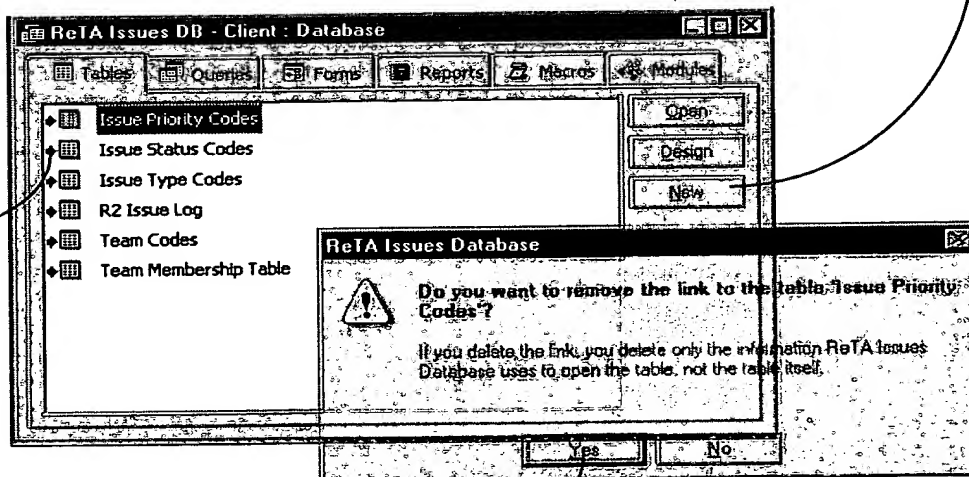 ReTA Issues DB - Client : Database
Tables Queries Forms Reports Macros Modules
Issue Priority Codes
Issue Status Codes
Issue Type Codes
R2 Issue Log
Team Codes
Team Membership Table
Open
Design
New
ReTA Issues Database
Do you want to remove the link to the table 'Issue Priority
Codes'?
If you delete the link, you delete only the information ReTA Issues
Database uses to open the table, not the table itself.
Yes No